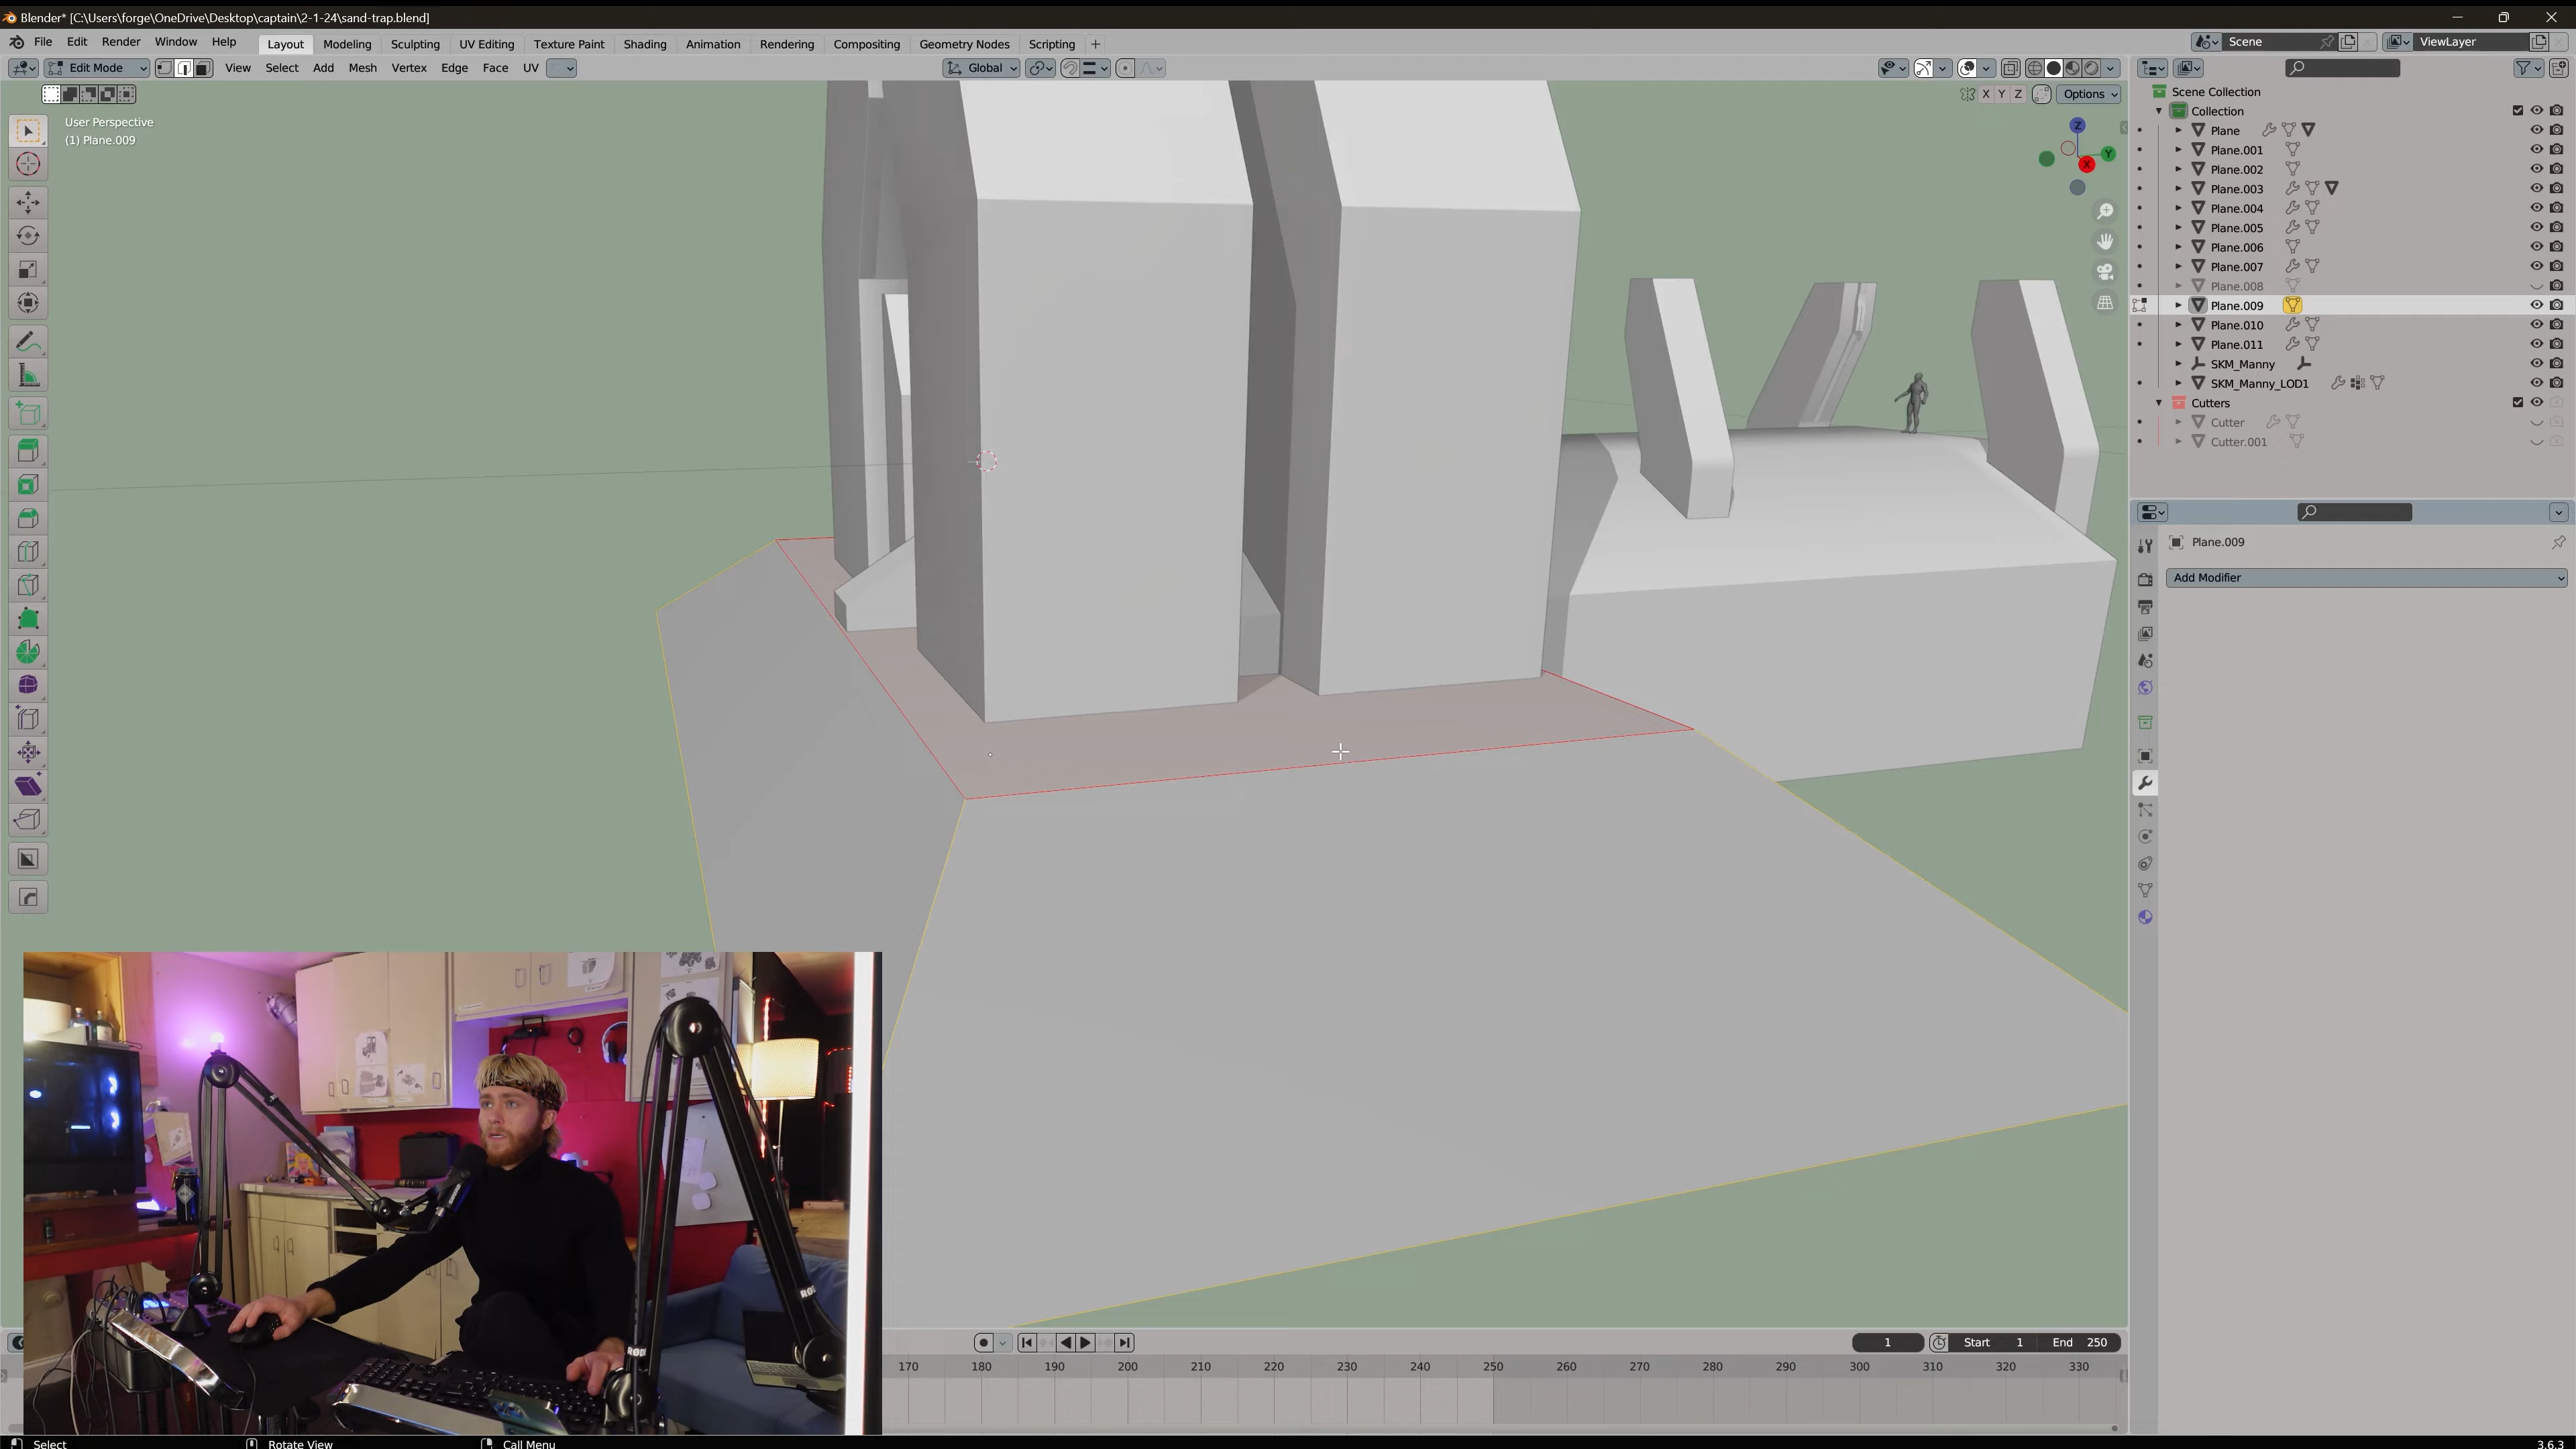 Blender* [C:\Users\forge\OneDrive\Desktop\captain\2-1-24\sand-trap.blend]
File Edit Render Window Help Layout Modeling Sculpting UV Editing Texture Paint Shading Animation Rendering Compositing Geometry Nodes Scripting + Scene ViewLayer
Edit Mode View Select Add Mesh Vertex Edge Face UV Global
X Y Z Options
User Perspective
(1) Plane.009
Z
Y
X
Scene Collection
Collection
Plane
Plane.001
Plane.002
Plane.003
Plane.004
Plane.005
Plane.006
Plane.007
Plane.008
Plane.009
Plane.010
Plane.011
SKM_Manny
SKM_Manny_LOD1
Cutters
Cutter
Cutter.001
Plane.009
Add Modifier
1 Start 1 End 250
170 180 190 200 210 220 230 240 250 260 270 280 290 300 310 320 330
Select Rotate View Call Menu 3.6.3